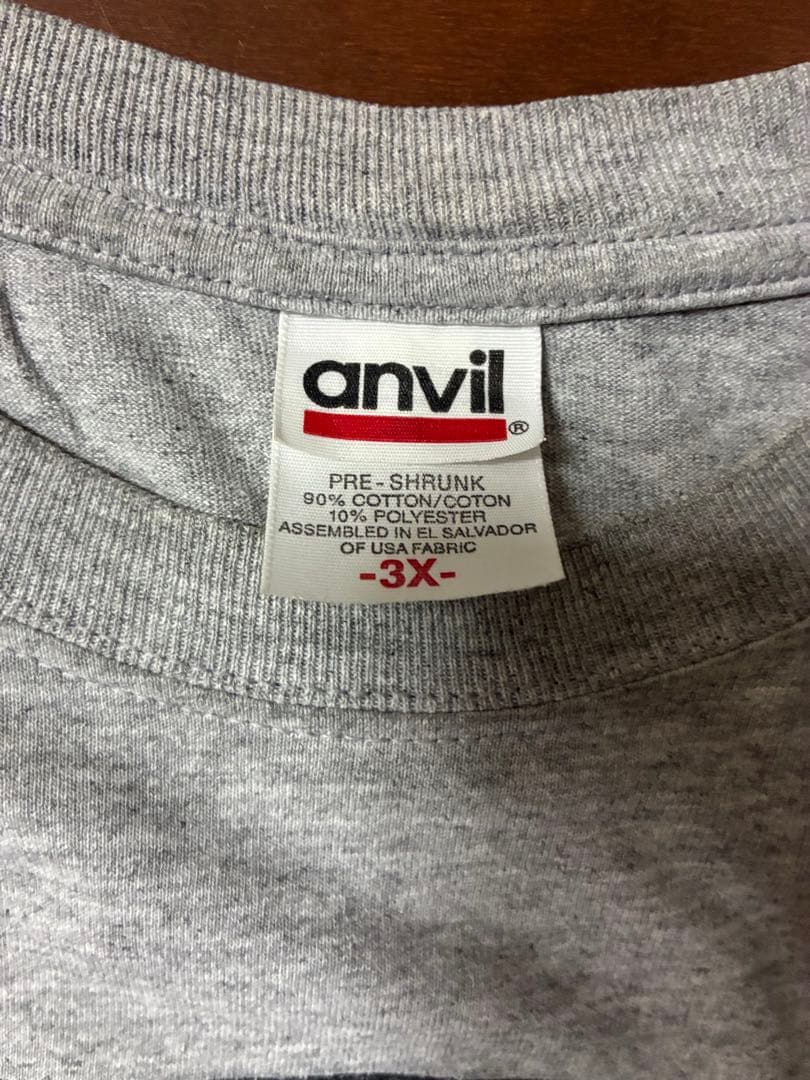 anvil®
PRE-SHRUNK
90% COTTON/COTON
10% POLYESTER
ASSEMBLED IN EL SALVADOR
OF USA FABRIC
-3X-